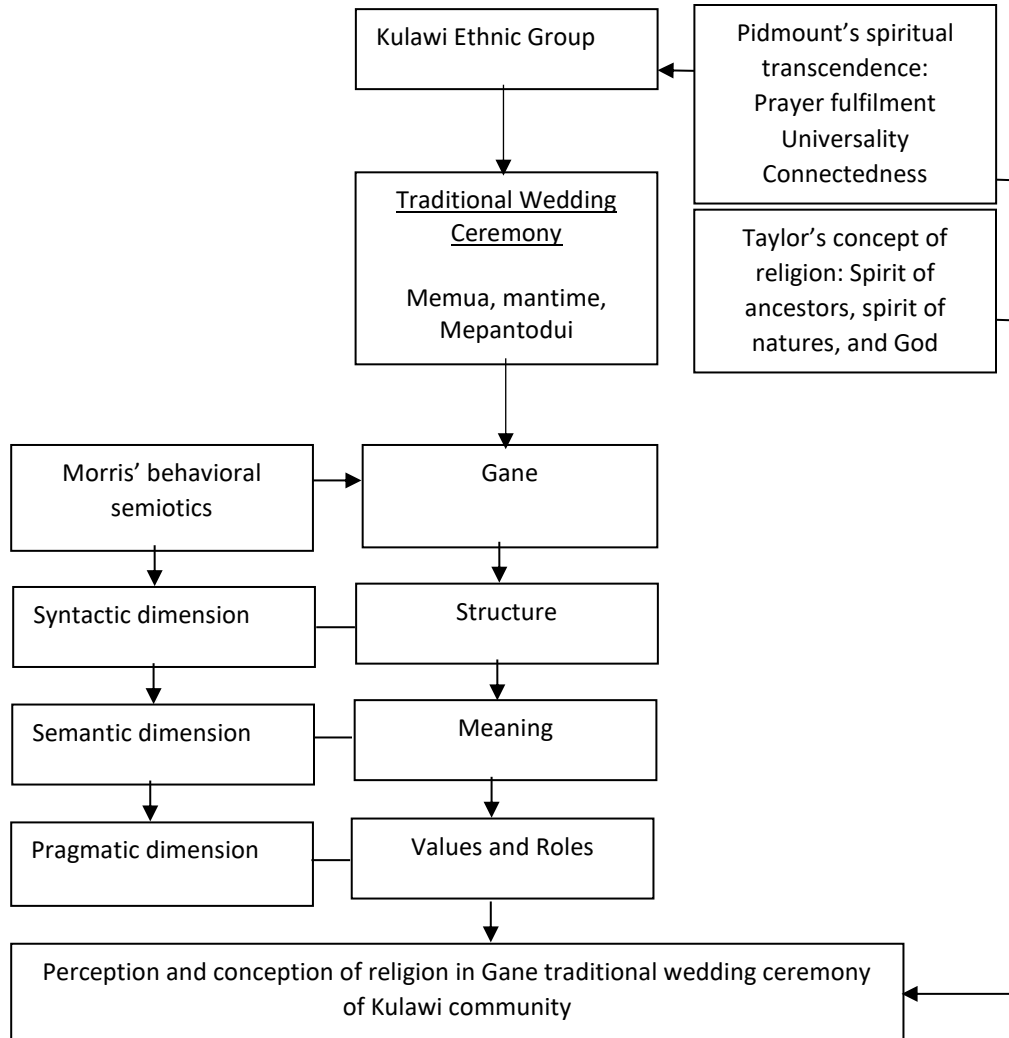 Kulawi Ethnic Group
Pidmount’s spiritual
transcendence:
Prayer fulfilment
Universality
Connectedness
Traditional Wedding
Ceremony
Memua, mantime,
Mepantodui
Taylor’s concept of
religion: Spirit of
ancestors, spirit of
natures, and God
Morris’ behavioral
semiotics
Gane
Syntactic dimension
Structure
Semantic dimension
Meaning
Pragmatic dimension
Values and Roles
Perception and conception of religion in Gane traditional wedding ceremony
of Kulawi community